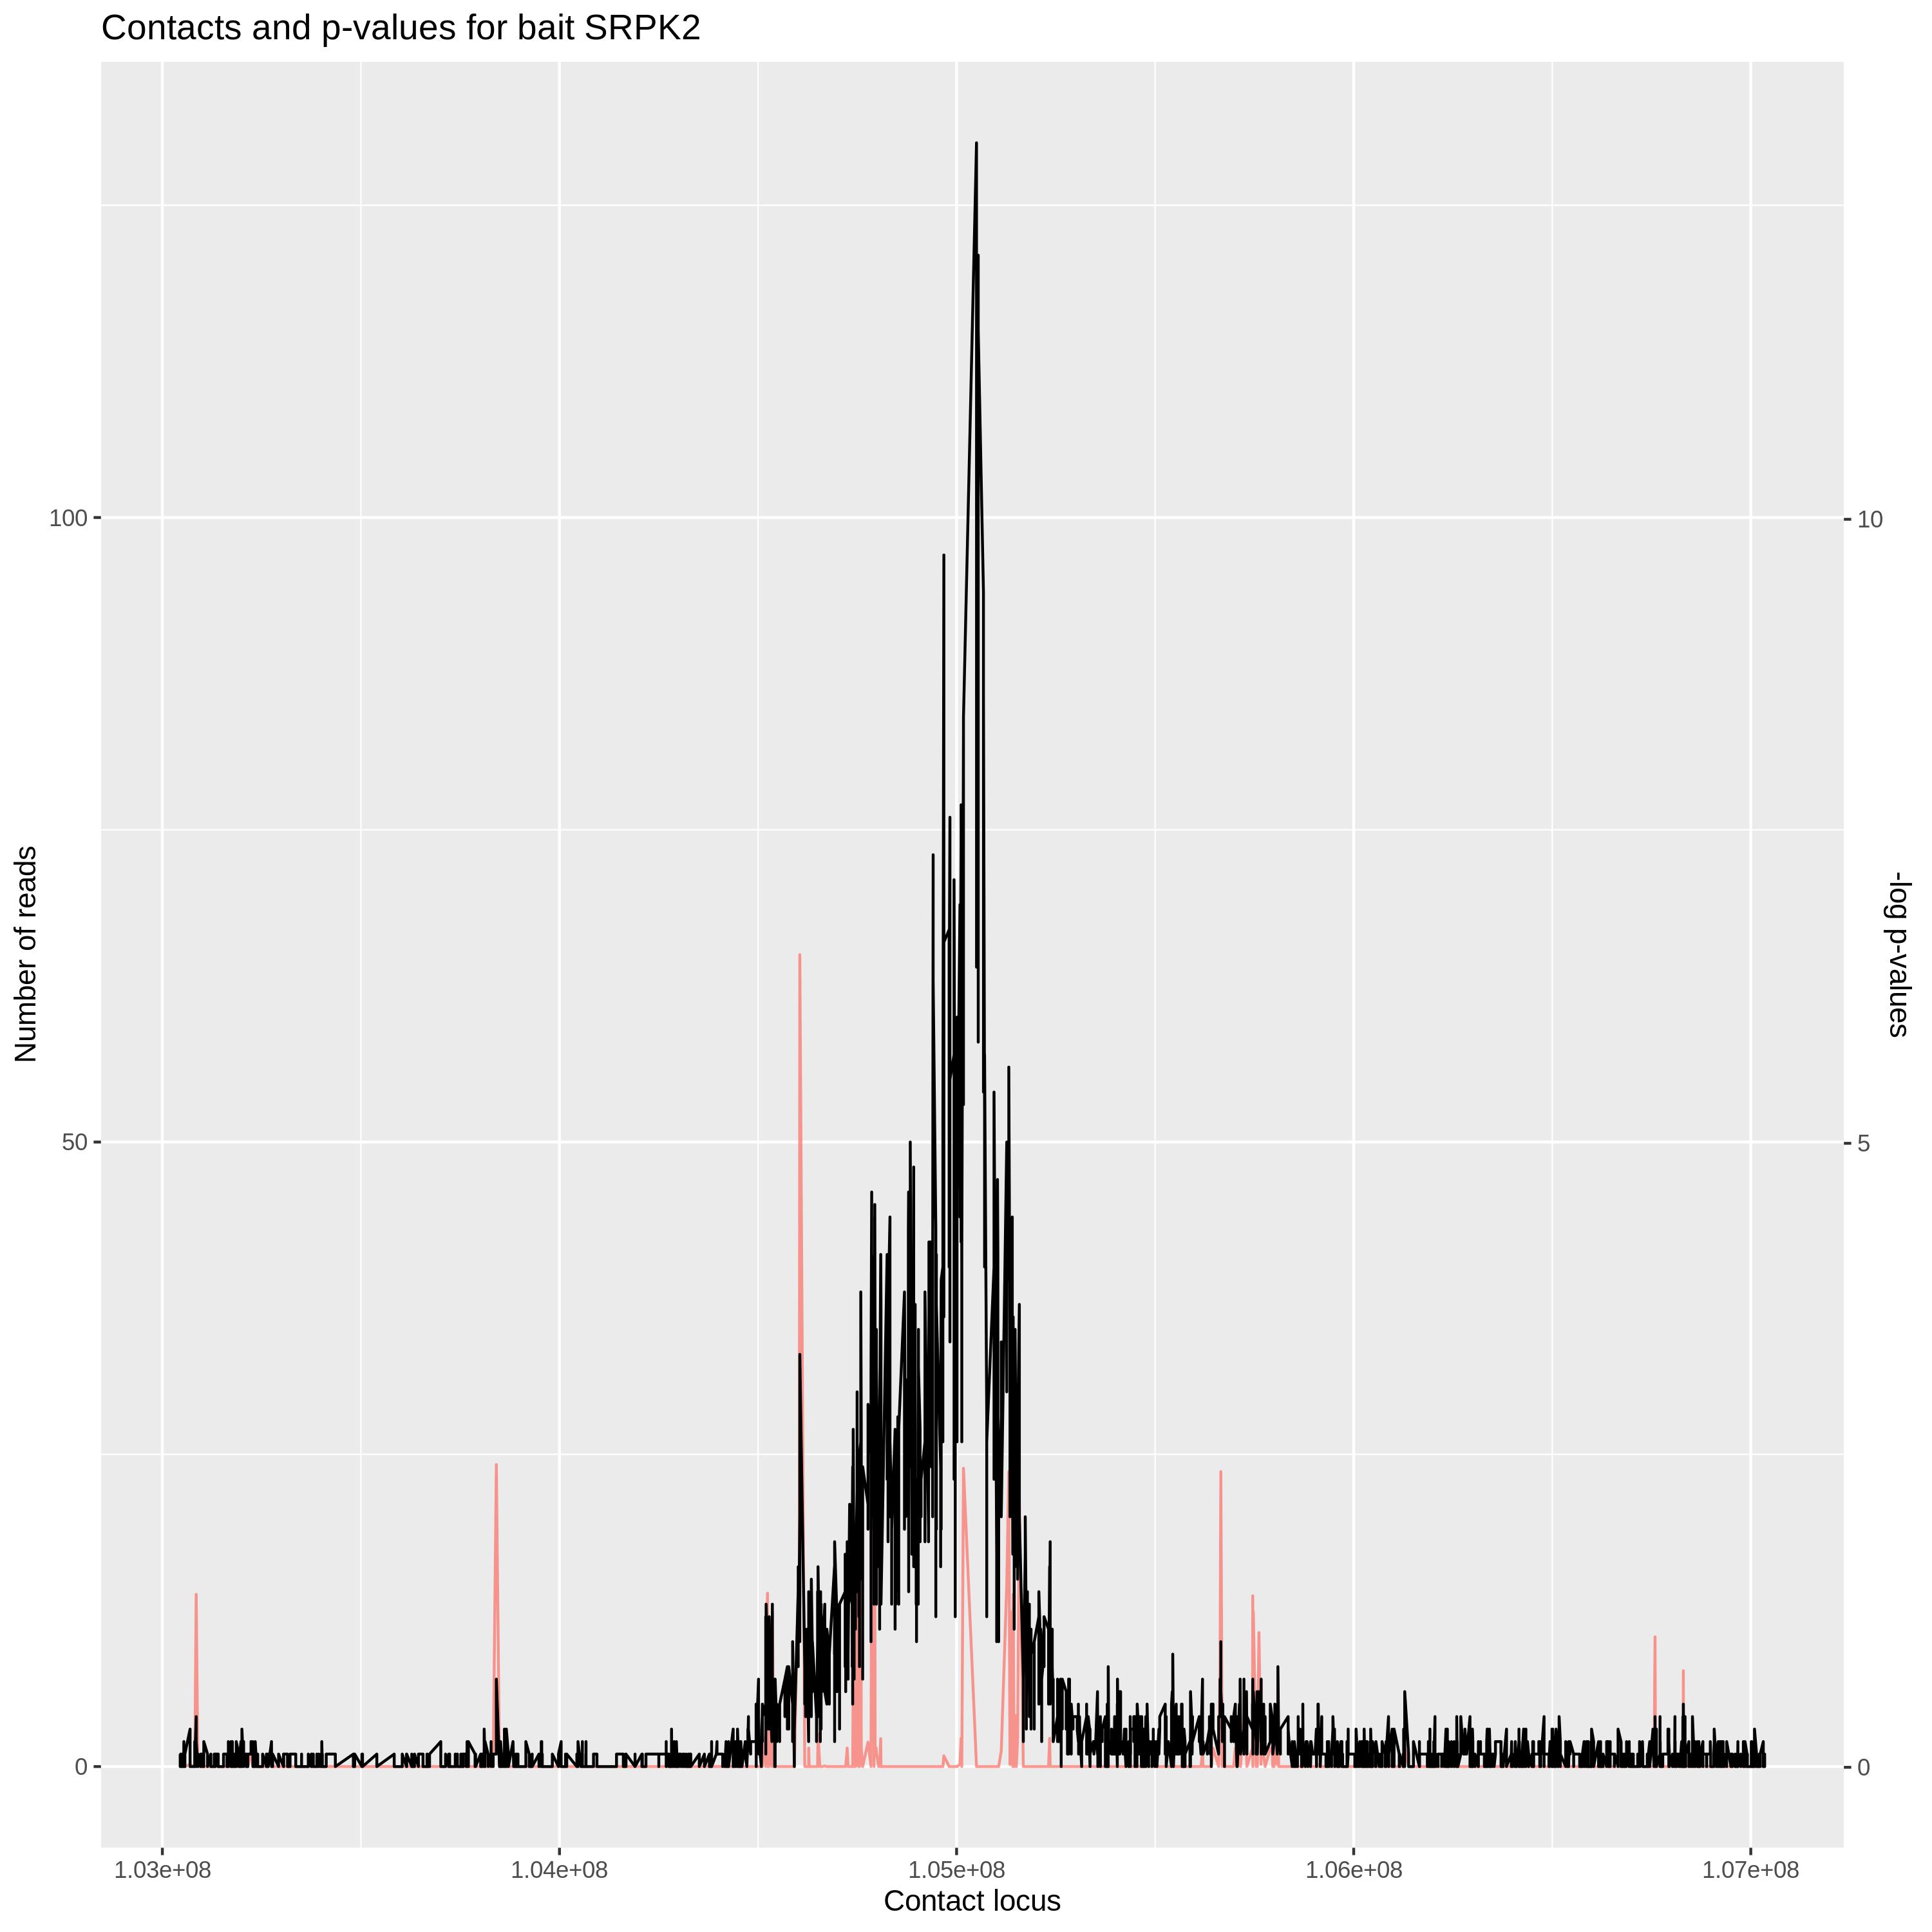 Contacts and p-values for bait SRPK2
100
50
0
Number of reads
10
5
0
-log p-values
1.03e+08
1.04e+08
1.05e+08
1.06e+08
1.07e+08
Contact locus